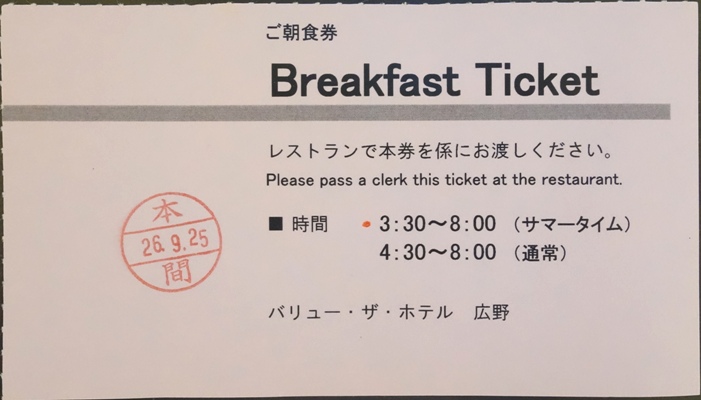 ご朝食券
Breakfast Ticket
レストランで本券を係にお渡しください。
Please pass a clerk this ticket at the restaurant.
■ 時間 3:30～8:00 （サマータイム）
4:30～8:00 （通常）
本
26.9.25
間
バリュー・ザ・ホテル 広野